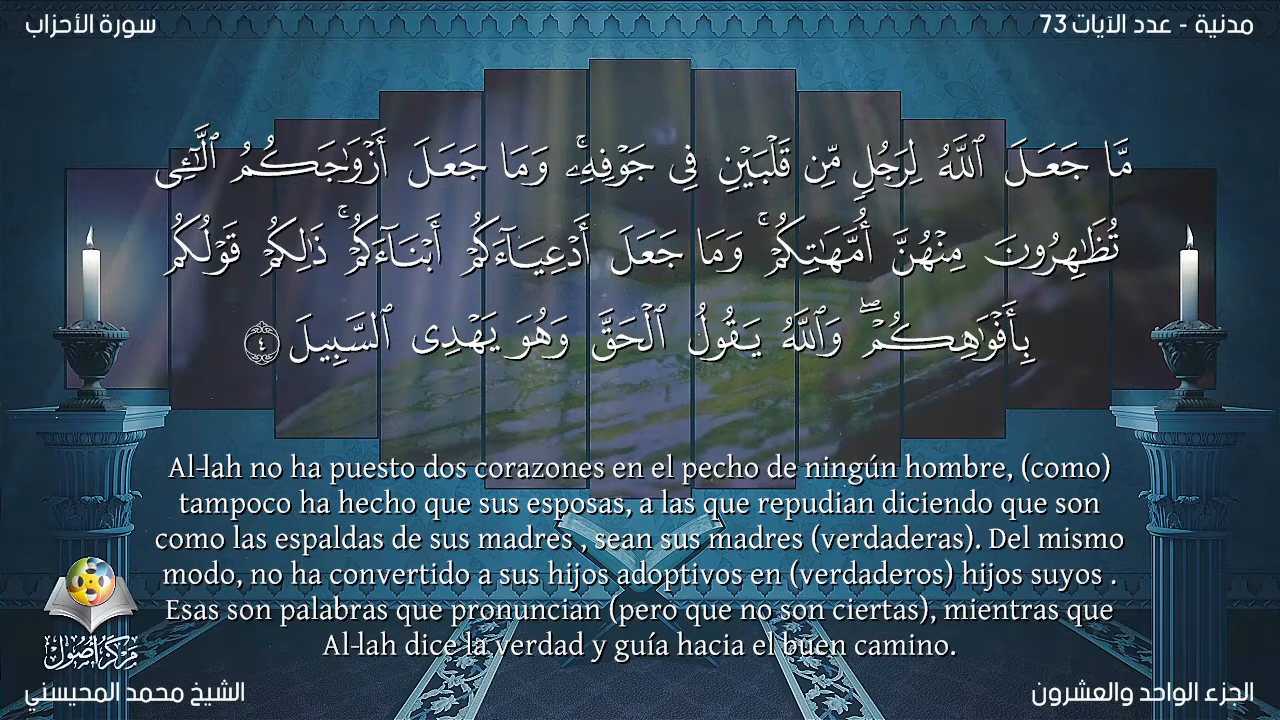 سورة الأحزاب
مدنية - عدد الآيات 73
مَّا جَعَلَ ٱللَّهُ لِرَجُلٍ مِّن قَلْبَيْنِ فِى جَوْفِهِۦۚ وَمَا جَعَلَ أَزْوَٰجَكُمُ ٱلَّـٰٓـِٔى
تُظَـٰهِرُونَ مِنْهُنَّ أُمَّهَـٰتِكُمْۚ وَمَا جَعَلَ أَدْعِيَآءَكُمْ أَبْنَآءَكُمْۚ ذَٰلِكُمْ قَوْلُكُم
بِأَفْوَٰهِكُمْۖ وَٱللَّهُ يَقُولُ ٱلْحَقَّ وَهُوَ يَهْدِى ٱلسَّبِيلَ ٤
Al-lah no ha puesto dos corazones en el pecho de ningún hombre, (como)
tampoco ha hecho que sus esposas, a las que repudian diciendo que son
como las espaldas de sus madres , sean sus madres (verdaderas). Del mismo
modo, no ha convertido a sus hijos adoptivos en (verdaderos) hijos suyos .
Esas son palabras que pronuncian (pero que no son ciertas), mientras que
Al-lah dice la verdad y guía hacia el buen camino.
مركز أصول
الشيخ محمد المحيسني
الجزء الواحد والعشرون